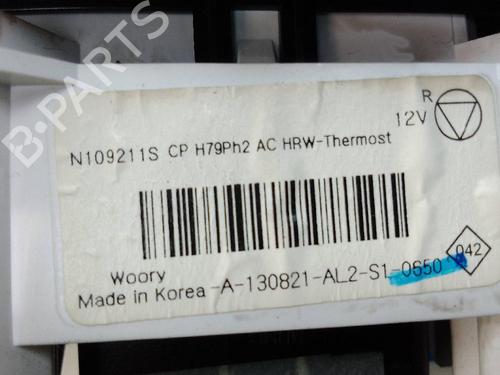 B-PARTS
R
12V
N109211S CP H79Ph2 AC HRW-Thermost
042
Woory
Made in Korea -A-130821-AL2-S1-0650